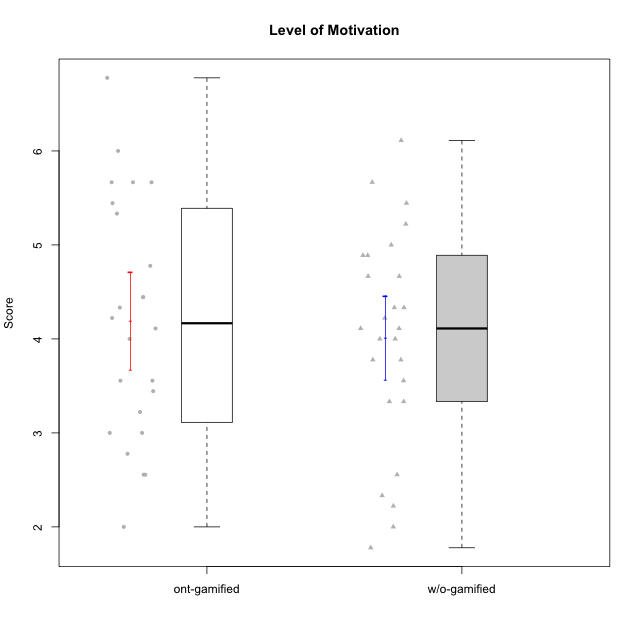 Level of Motivation
Score
6
5
4
3
2
ont-gamified
w/o-gamified